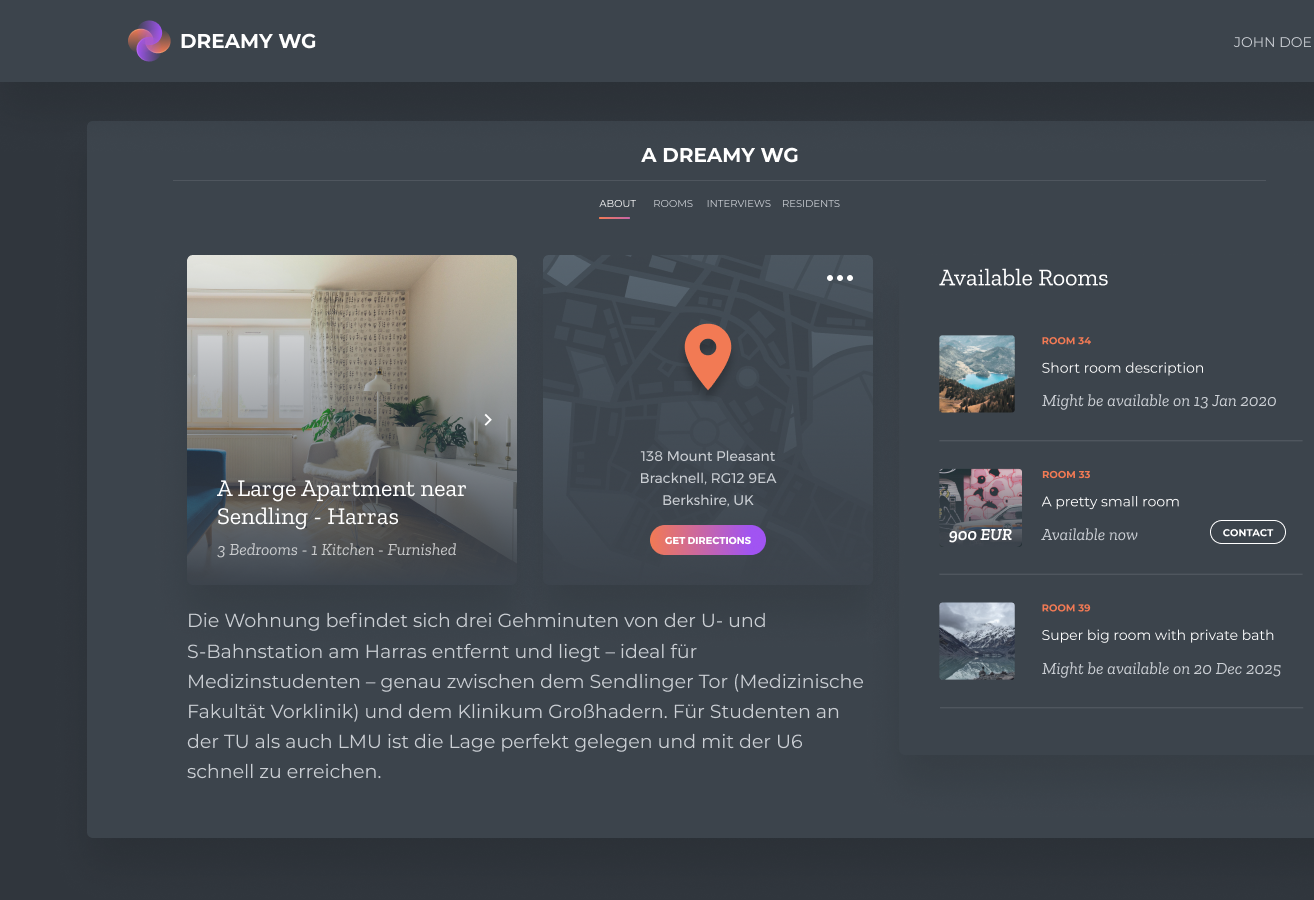 DREAMY WG
JOHN DOE
A DREAMY WG
ABOUT ROOMS INTERVIEWS RESIDENTS
A Large Apartment near
Sendling - Harras
3 Bedrooms - 1 Kitchen - Furnished
138 Mount Pleasant
Bracknell, RG12 9EA
Berkshire, UK
GET DIRECTIONS
Die Wohnung befindet sich drei Gehminuten von der U- und
S-Bahnstation am Harras entfernt und liegt – ideal für
Medizinstudenten – genau zwischen dem Sendlinger Tor (Medizinische
Fakultät Vorklinik) und dem Klinikum Großhadern. Für Studenten an
der TU als auch LMU ist die Lage perfekt gelegen und mit der U6
schnell zu erreichen.
Available Rooms
ROOM 34
Short room description
Might be available on 13 Jan 2020
ROOM 33
A pretty small room
900 EUR
Available now
CONTACT
ROOM 39
Super big room with private bath
Might be available on 20 Dec 2025